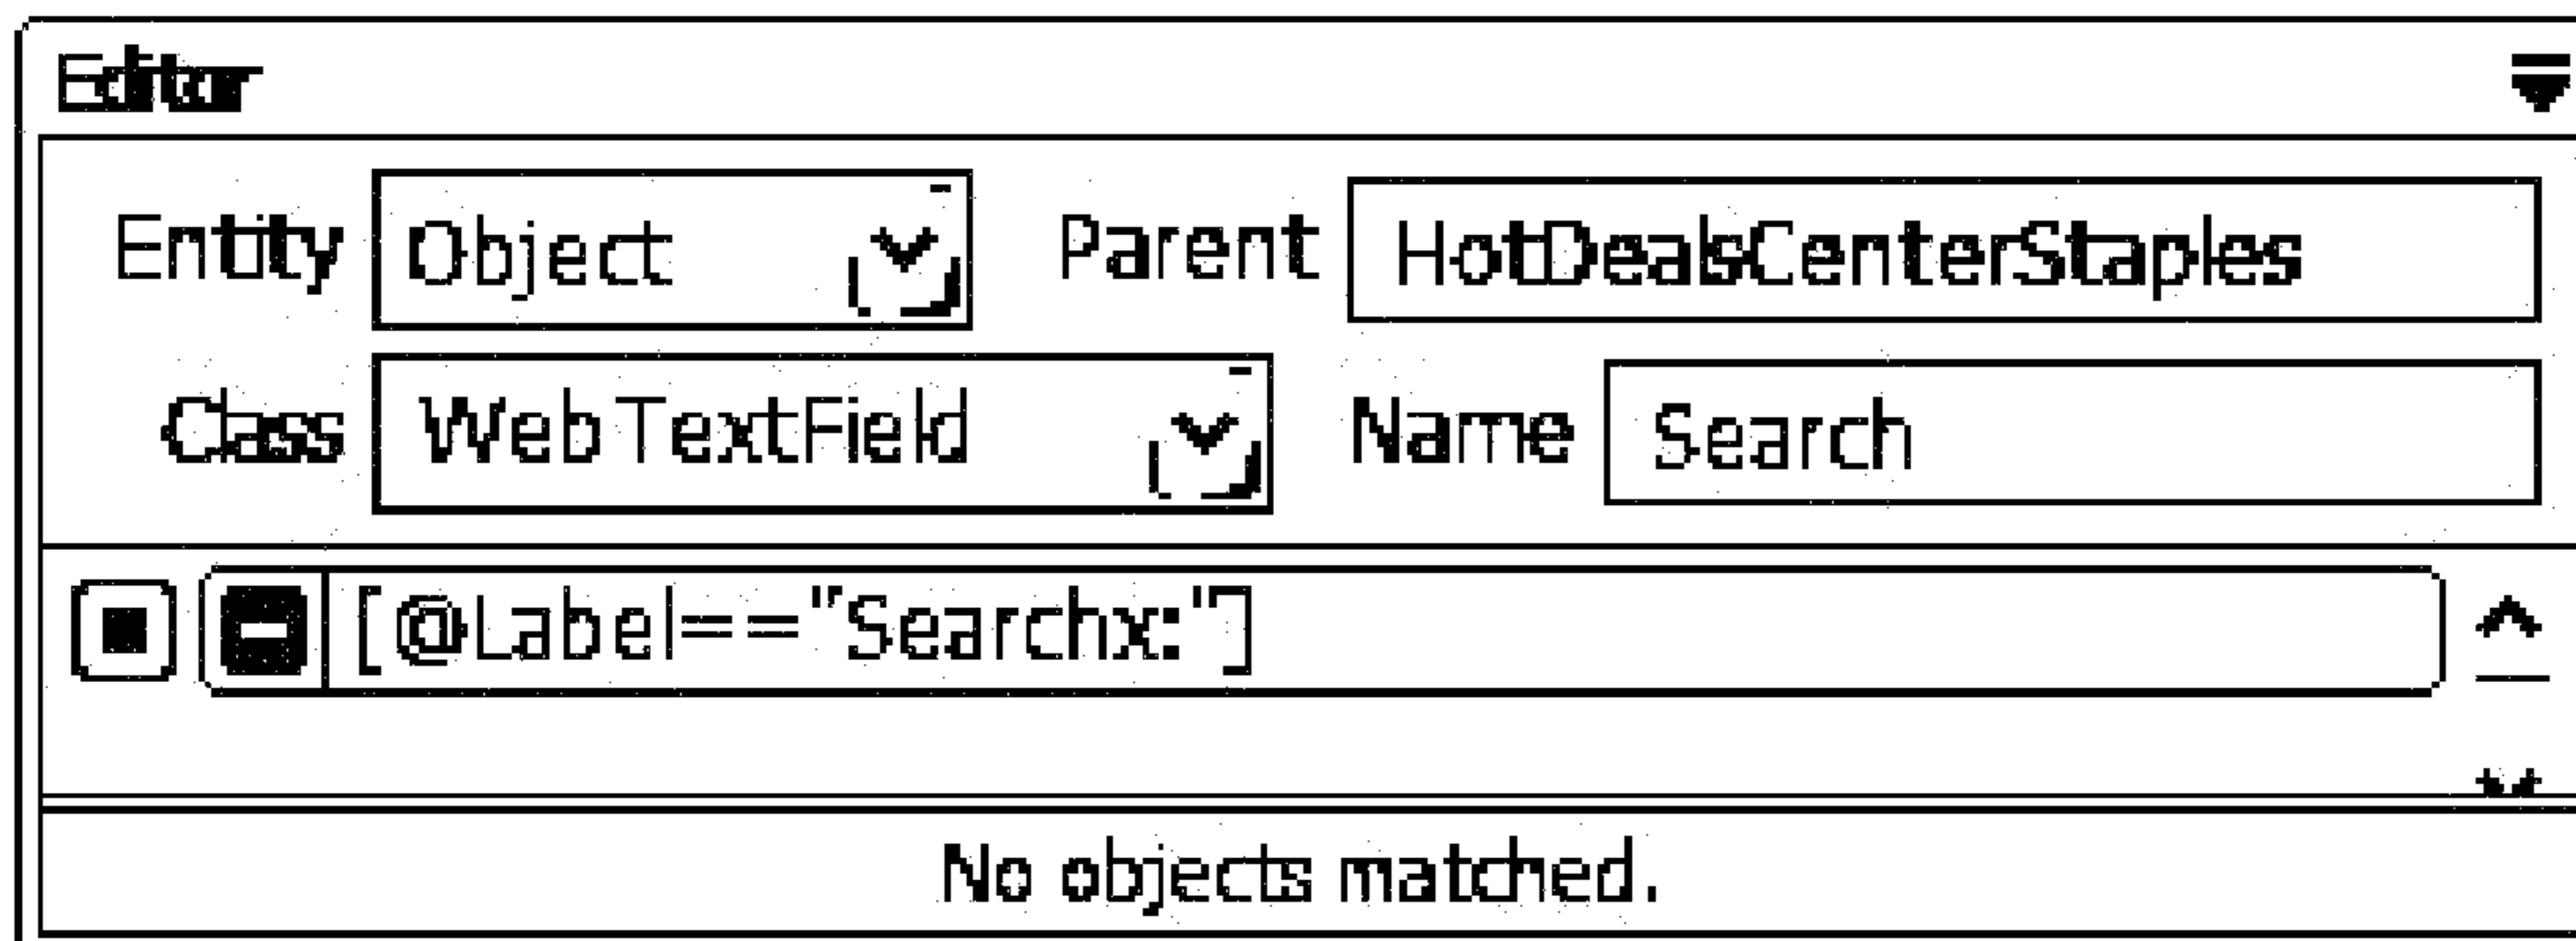 Editor
Entity Object Parent HotDealsCenterStaples
Class WebTextField Name Search
[@Label=="Searchx:"]
No objects matched.